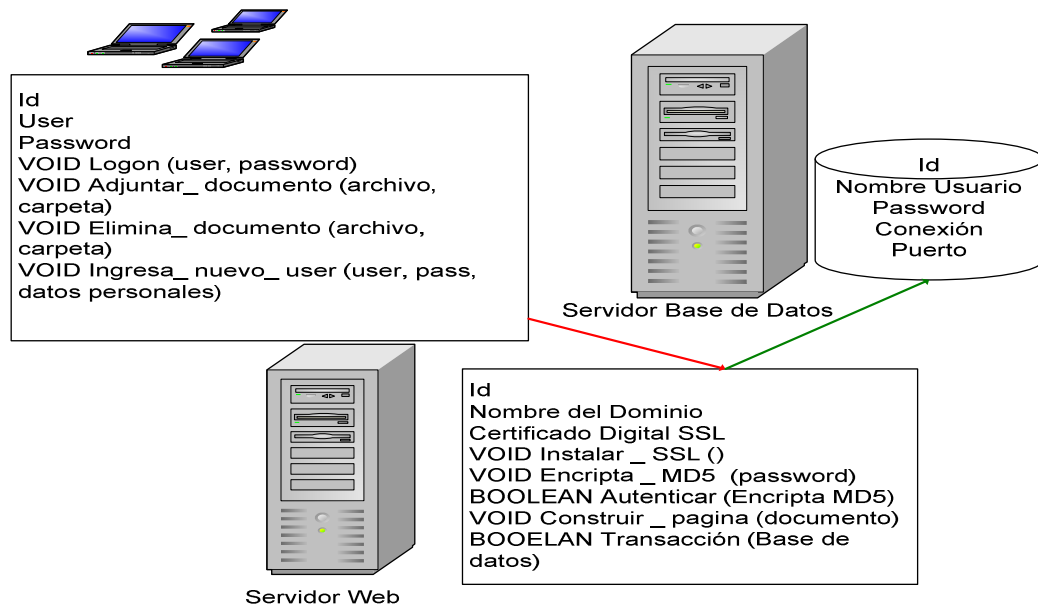 Id
User
Password
VOID Logon (user, password)
VOID Adjuntar_ documento (archivo,
carpeta)
VOID Elimina_ documento (archivo,
carpeta)
VOID Ingresa_ nuevo_ user (user, pass,
datos personales)
Id
Nombre Usuario
Password
Conexión
Puerto
Servidor Base de Datos
Id
Nombre del Dominio
Certificado Digital SSL
VOID Instalar _ SSL ()
VOID Encripta _ MD5 (password)
BOOLEAN Autenticar (Encripta MD5)
VOID Construir _ pagina (documento)
BOOELAN Transacción (Base de
datos)
Servidor Web